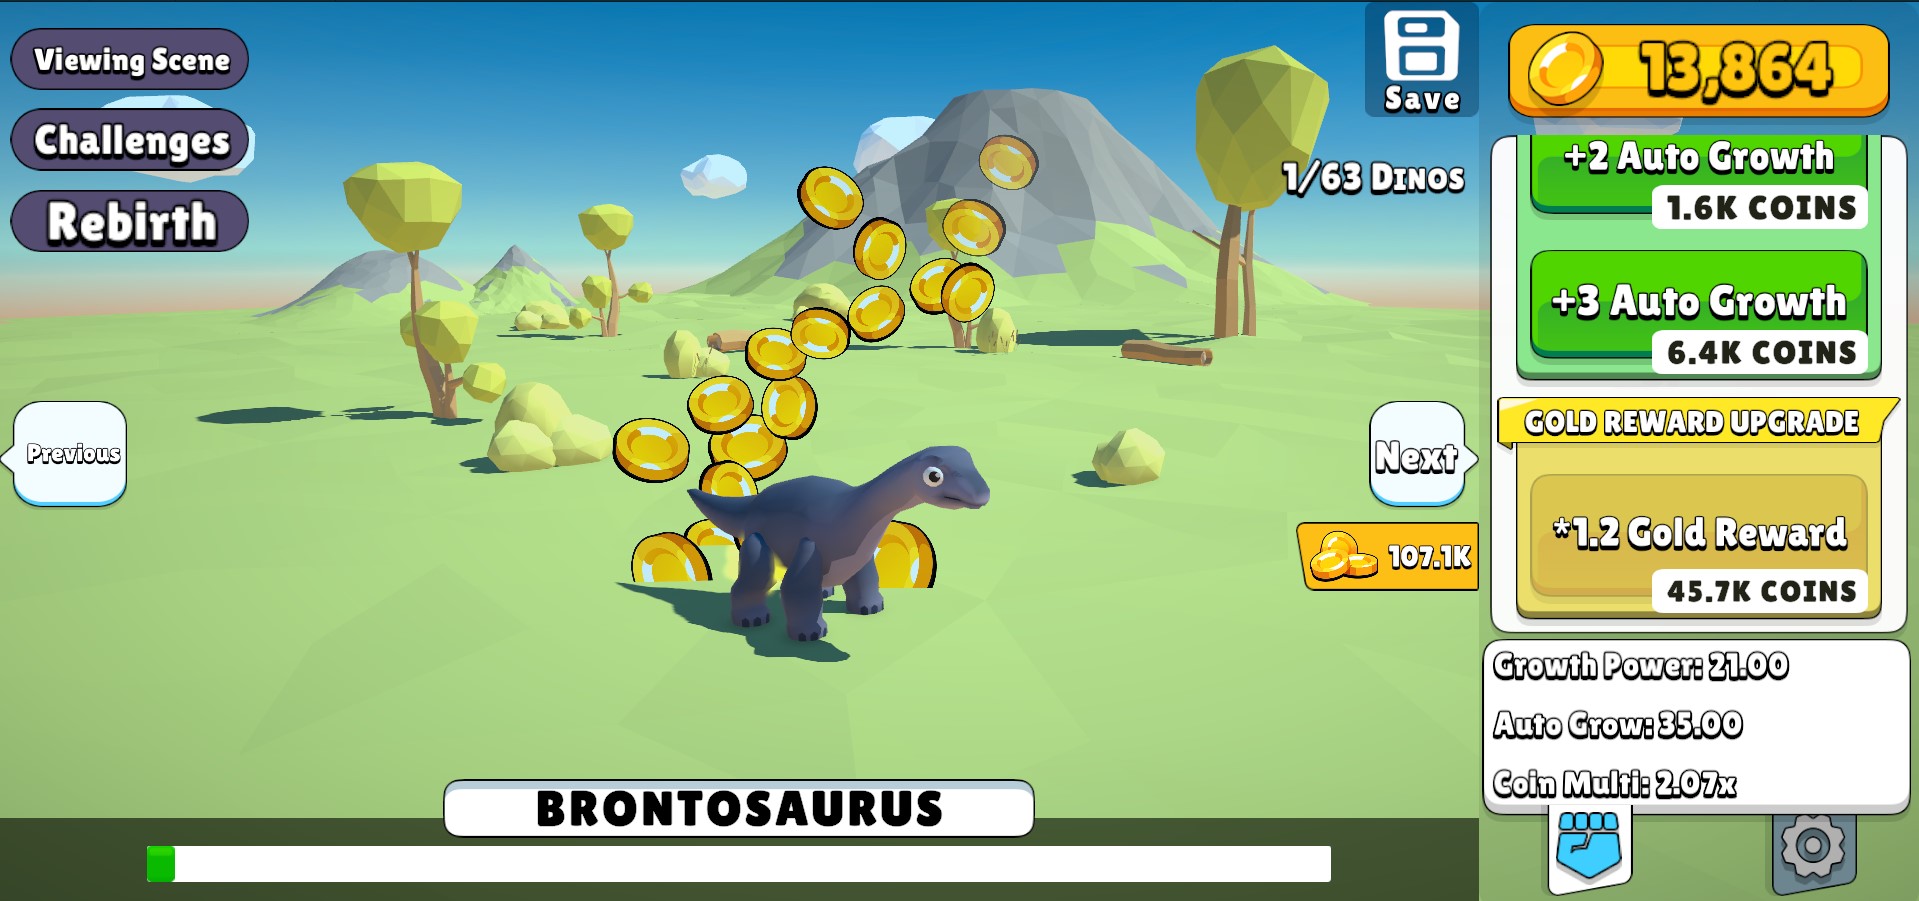 Viewing Scene
Challenges
Rebirth
Previous
Save
1/63 DINOS
Next
107.1K
BRONTOSAURUS
13,864
+2 Auto Growth
1.6K COINS
+3 Auto Growth
6.4K COINS
GOLD REWARD UPGRADE
*1.2 Gold Reward
45.7K COINS
Growth Power: 21.00
Auto Grow: 35.00
Coin Multi: 2.07x